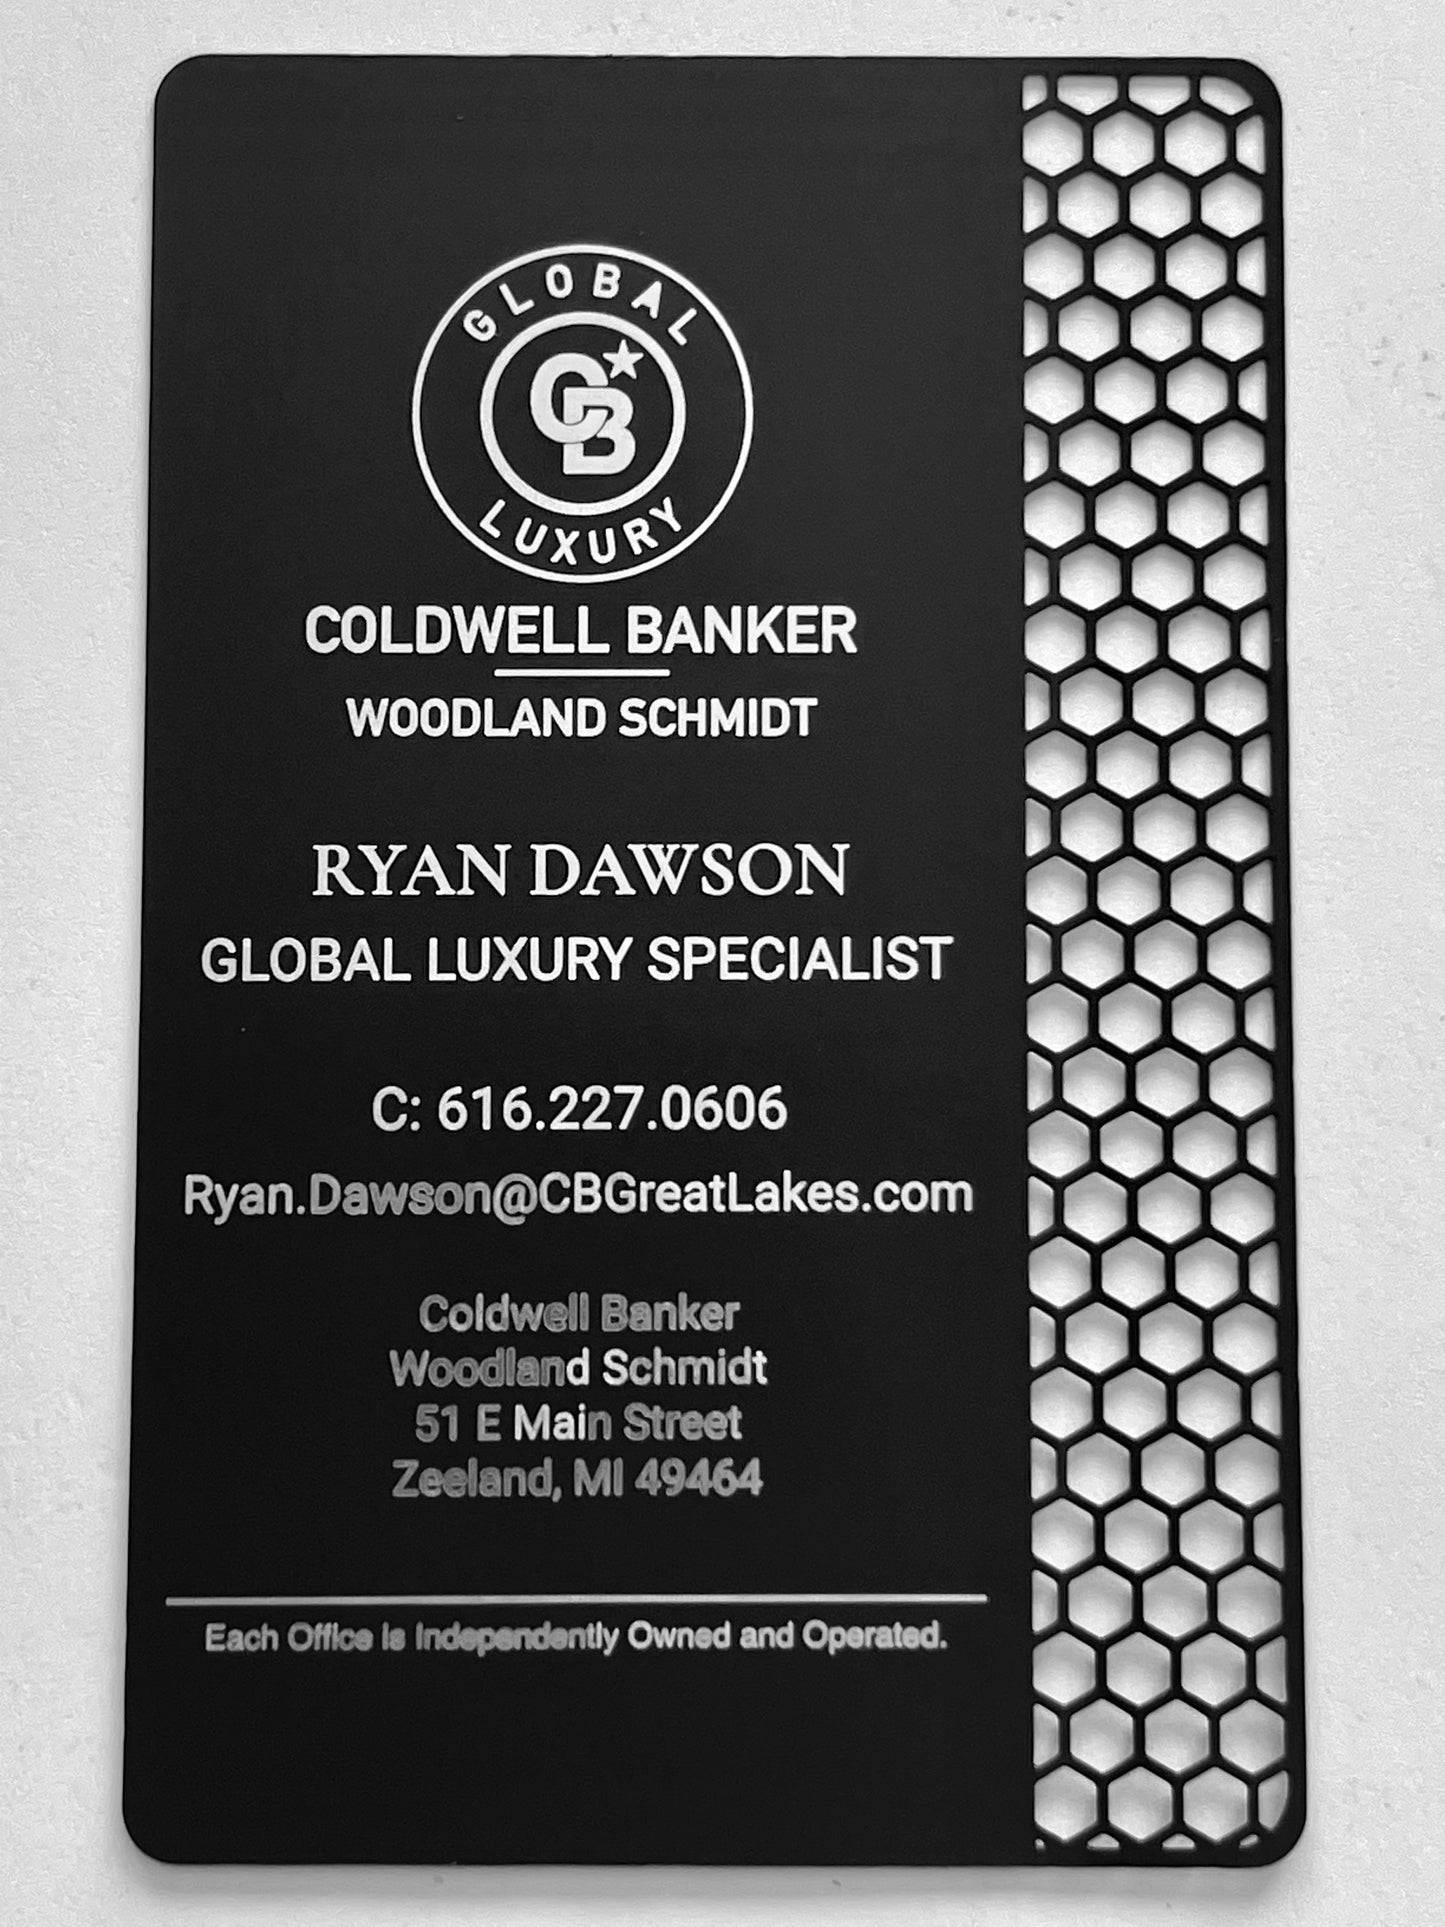 GLOBAL
CB
LUXURY
COLDWELL BANKER
WOODLAND SCHMIDT
RYAN DAWSON
GLOBAL LUXURY SPECIALIST
C: 616.227.0606
Ryan.Dawson@CBGreatLakes.com
Coldwell Banker
Woodland Schmidt
51 E Main Street
Zeeland, MI 49464
Each Office is Independently Owned and Operated.